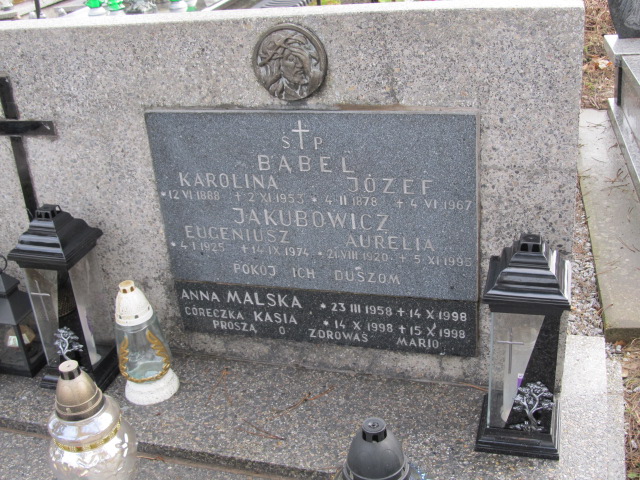 Ś P
BĄBEL
KAROLINA JÓZEF
*12 VI 1888 +2 XI 1953 *4 II 1878 +4 VI 1967
JAKUBOWICZ
EUGENIUSZ AURELIA
*4 I 1925 +14 IX 1974 *21 VIII 1920 +5 XI 1995
POKÓJ ICH DUSZOM
ANNA MALSKA *23 III 1958 +14 X 1998
CÓRECZKA KASIA *14 X 1998 +15 X 1998
PROSZĄ O ZDROWAŚ MARIO